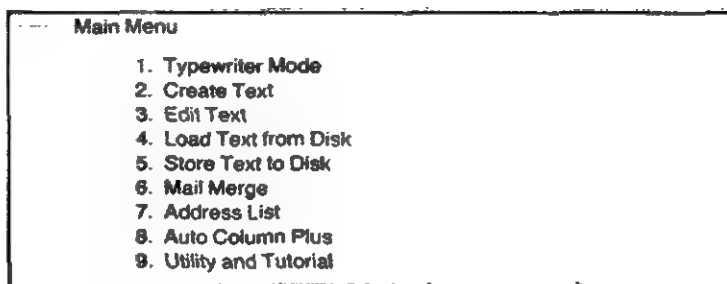 Main Menu
1. Typewriter Mode
2. Create Text
3. Edit Text
4. Load Text from Disk
5. Store Text to Disk
6. Mail Merge
7. Address List
8. Auto Column Plus
9. Utility and Tutorial